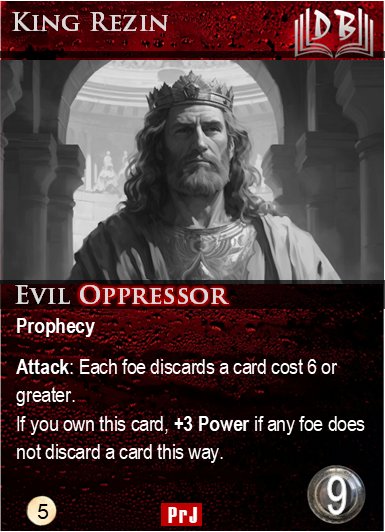 King Rezin
DB
Evil Oppressor
Prophecy
Attack: Each foe discards a card cost 6 or
greater.
If you own this card, +3 Power if any foe does
not discard a card this way.
5
PrJ
9